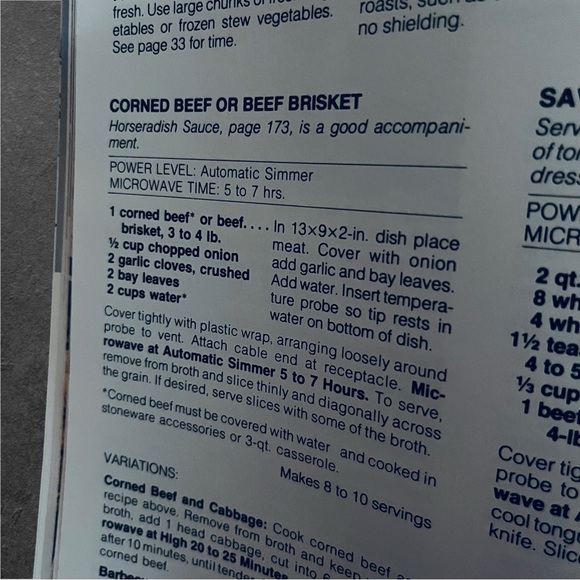 fresh. Use large chunks of
etables or frozen stew vegetables.
See page 33 for time.
roasts, such as
no shielding.
CORNED BEEF OR BEEF BRISKET
Horseradish Sauce, page 173, is a good accompani-
ment.
POWER LEVEL: Automatic Simmer
MICROWAVE TIME: 5 to 7 hrs.
1 corned beef* or beef....
brisket, 3 to 4 lb.
½ cup chopped onion
2 garlic cloves, crushed
2 bay leaves
2 cups water*
In 13×9×2-in. dish place
meat. Cover with onion
add garlic and bay leaves.
Add water. Insert tempera-
ture probe so tip rests in
water on bottom of dish.
Cover tightly with plastic wrap, arranging loosely around
probe to vent. Attach cable end at receptacle. Mic-
rowave at Automatic Simmer 5 to 7 Hours. To serve,
remove from broth and slice thinly and diagonally across
the grain. If desired, serve slices with some of the broth.
*Corned beef must be covered with water and cooked in
stoneware accessories or 3-qt. casserole.
Makes 8 to 10 servings
VARIATIONS:
Corned Beef and Cabbage: Cook corned beef
recipe above. Remove from broth and keep
broth, add 1 head cabbage, cut into 6
rowave at High 20 to 25 Minutes
after 10 minutes, until tender
corned beef.
Barbec
SA
Serv
of to
dress
POW
MICR
2 qt.
8 wh
4 wh
1½ tea
4 to 5
⅓ cup
1 bee
4-lb
Cover tig
probe to
wave at
cool tong
knife. Slic